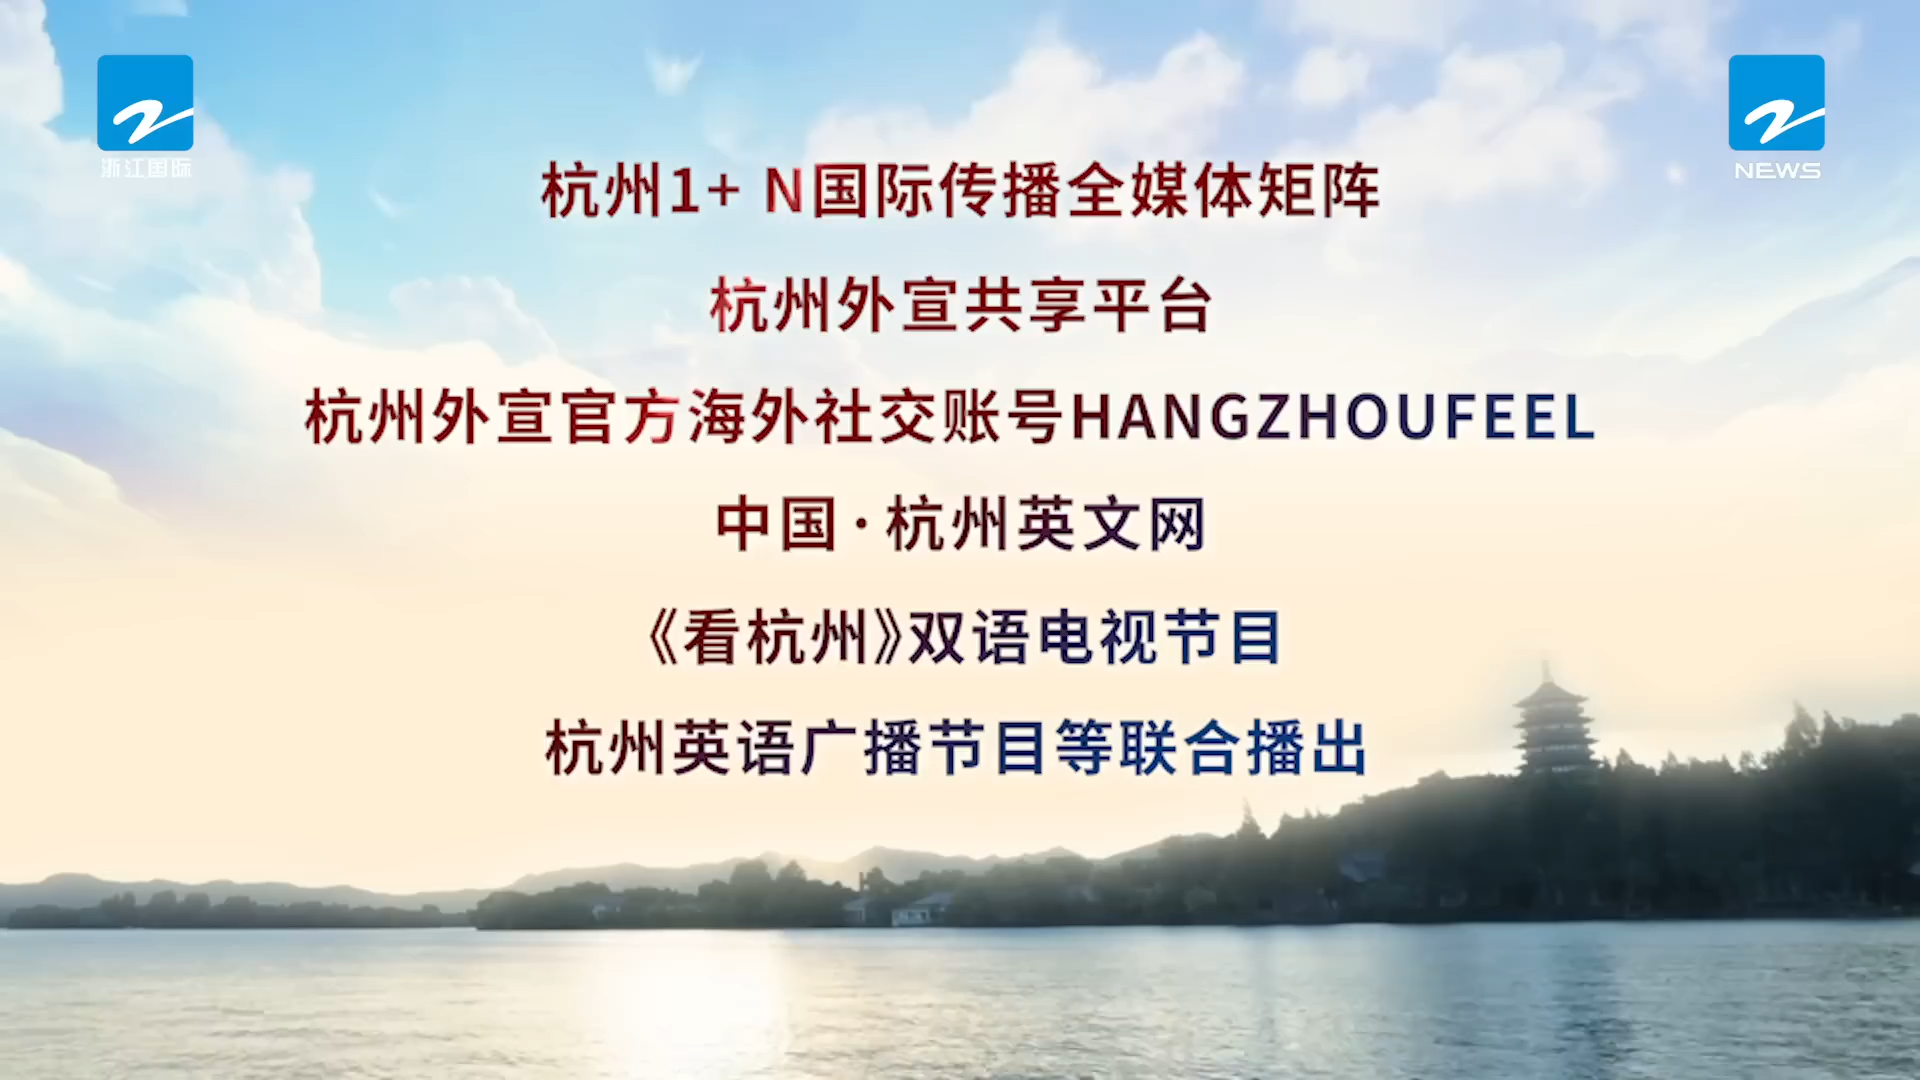 浙江国际
NEWS
杭州1+ N国际传播全媒体矩阵
杭州外宣共享平台
杭州外宣官方海外社交账号HANGZHOUFEEL
中国·杭州英文网
《看杭州》双语电视节目
杭州英语广播节目等联合播出